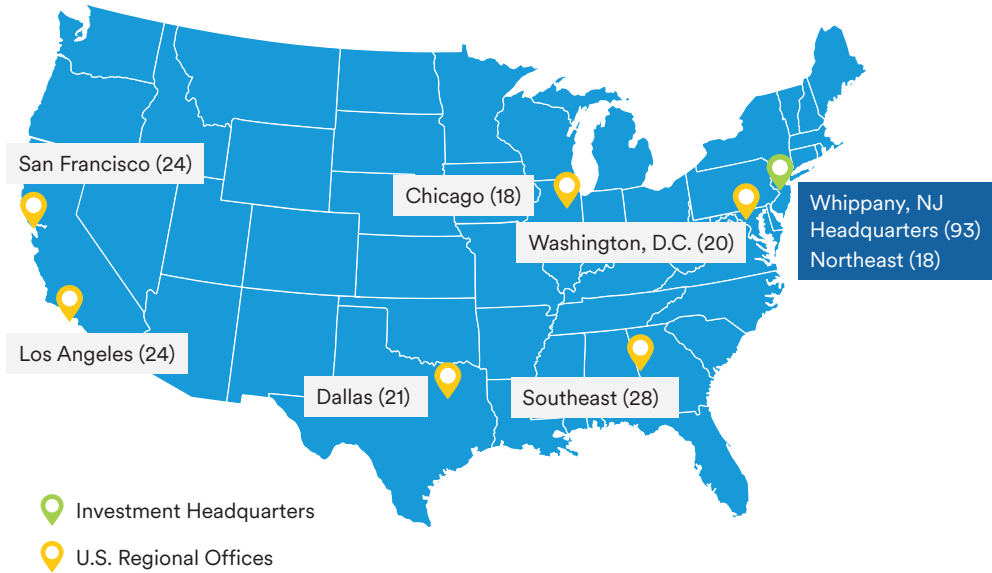 San Francisco (24)
Chicago (18)
Whippany, NJ
Headquarters (93)
Northeast (18)
Washington, D.C. (20)
Los Angeles (24)
Dallas (21)
Southeast (28)
Investment Headquarters
U.S. Regional Offices